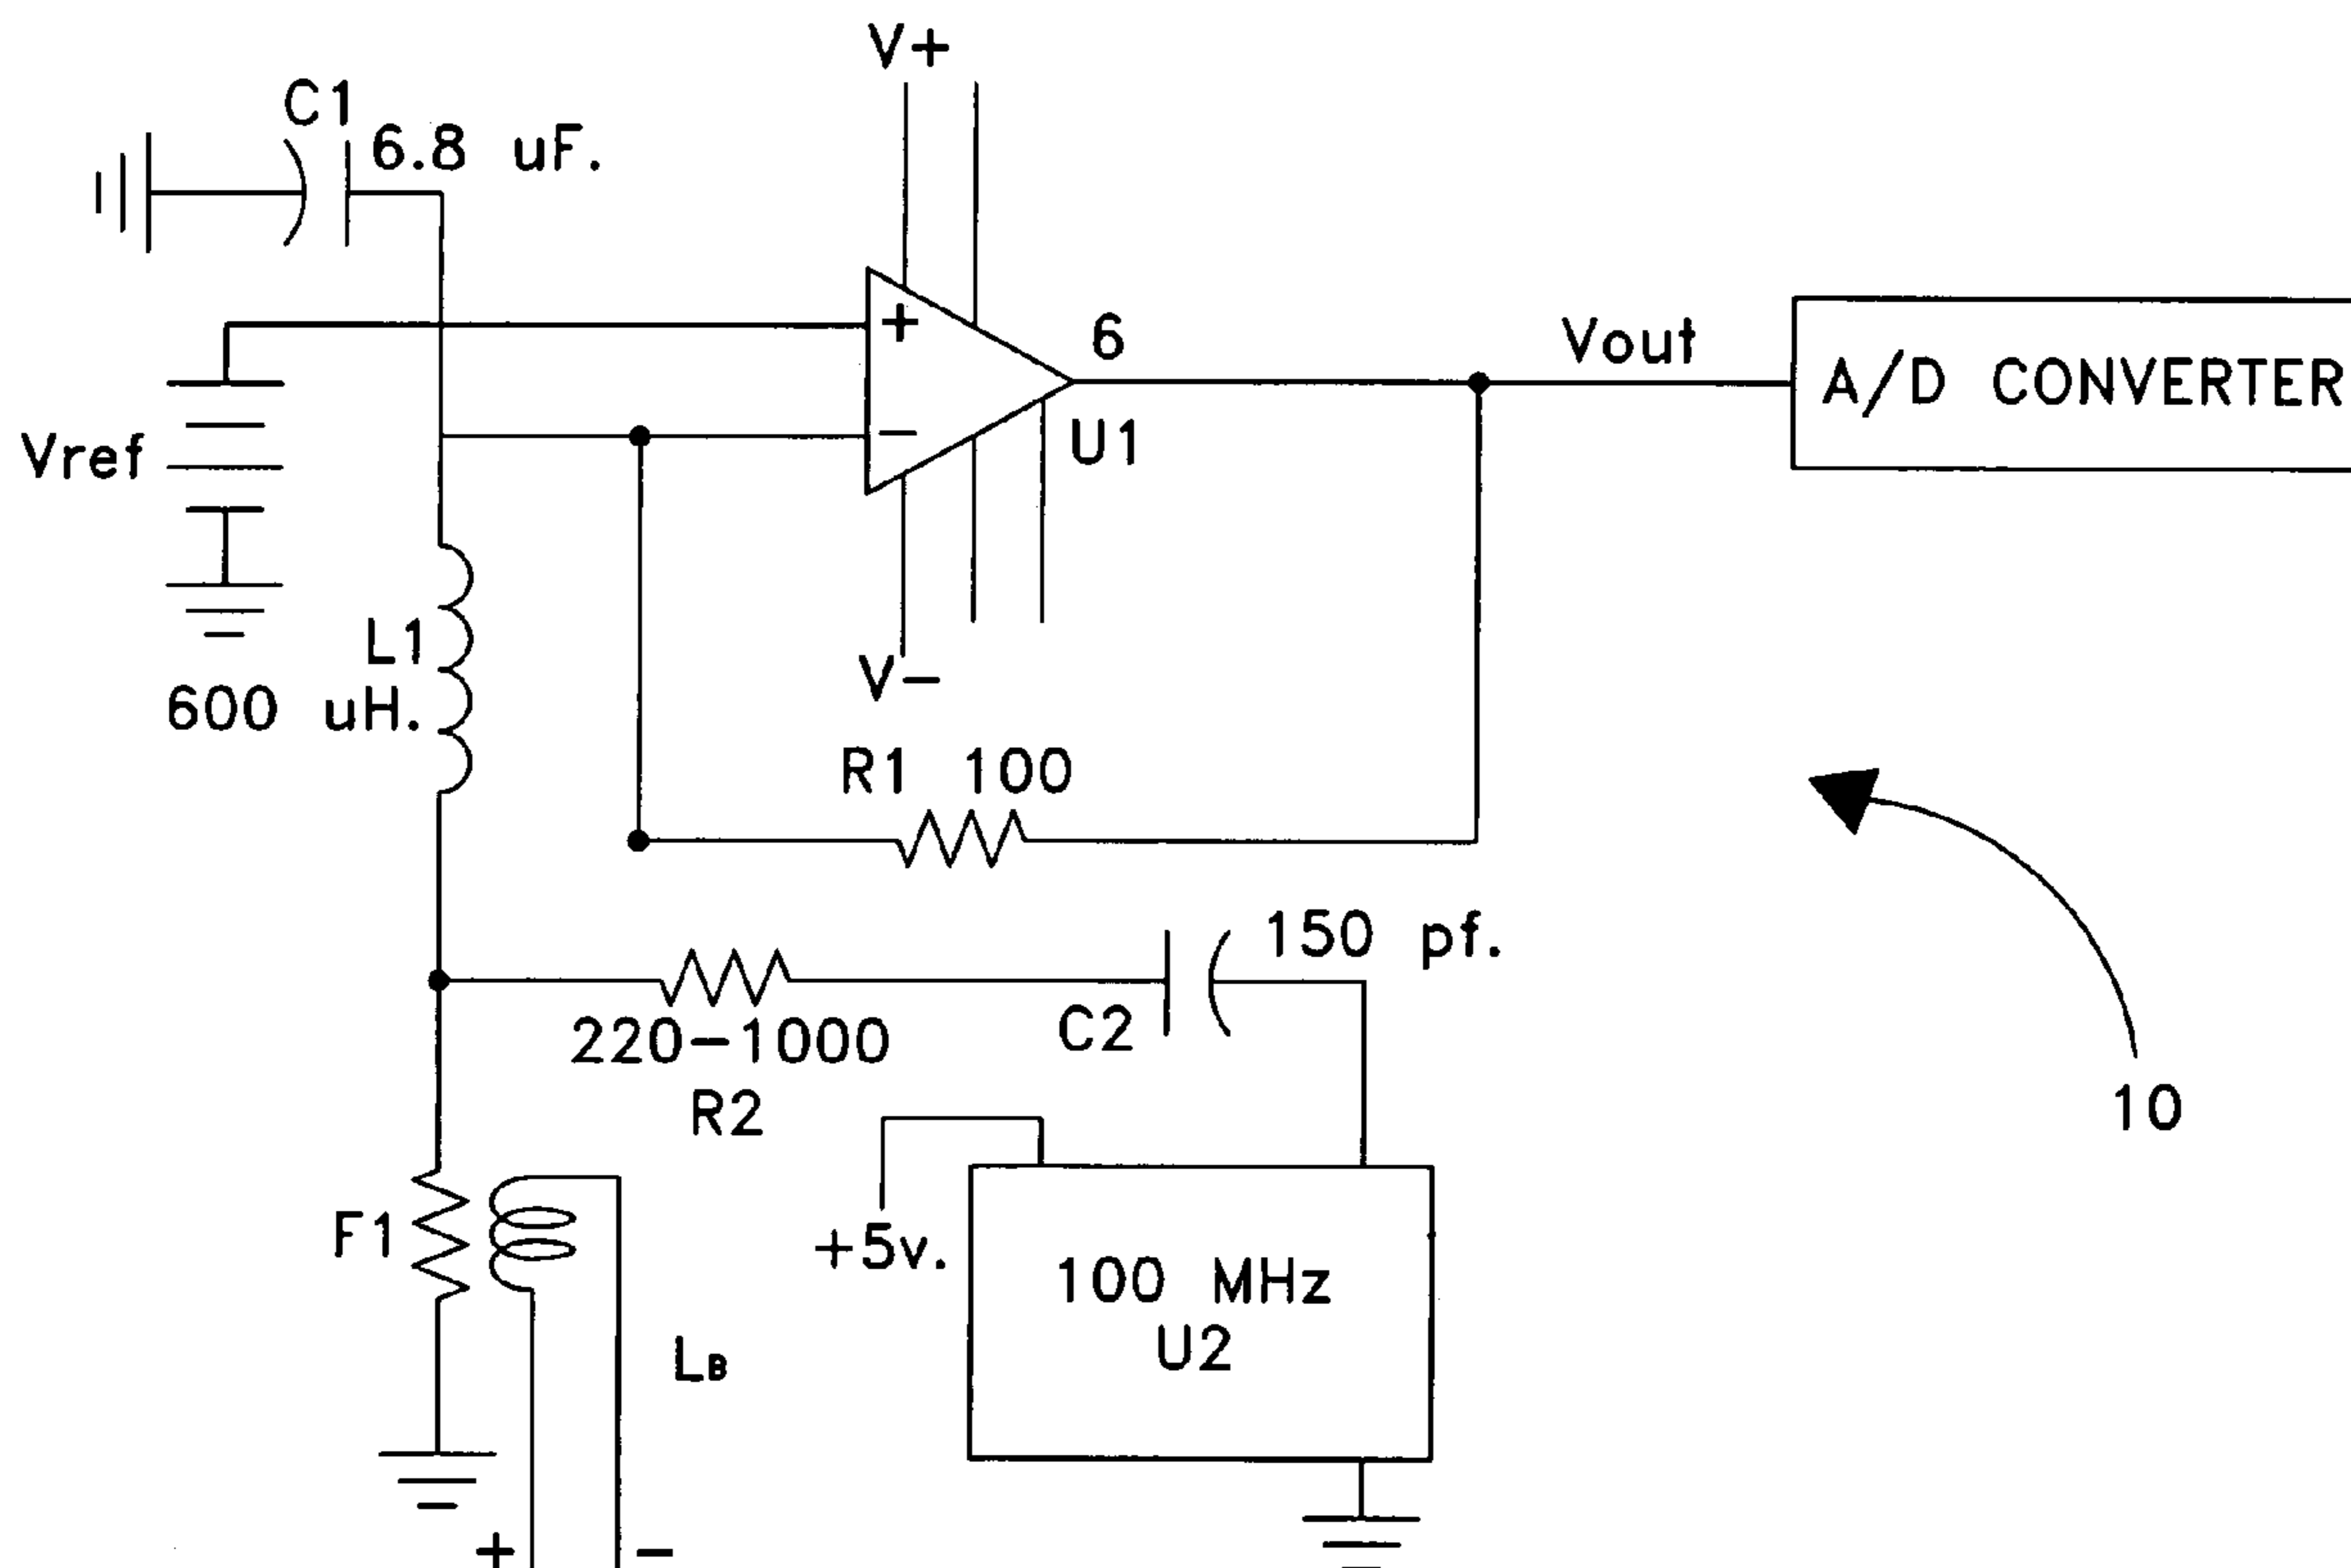 V+
C1
6.8 uF.
+
6
Vout
A/D CONVERTER
Vref
−
U1
L1
600 uH.
V−
R1 100
150 pf.
220−1000
C2
R2
10
F1
+5v.
100 MHz
U2
LB
+ −